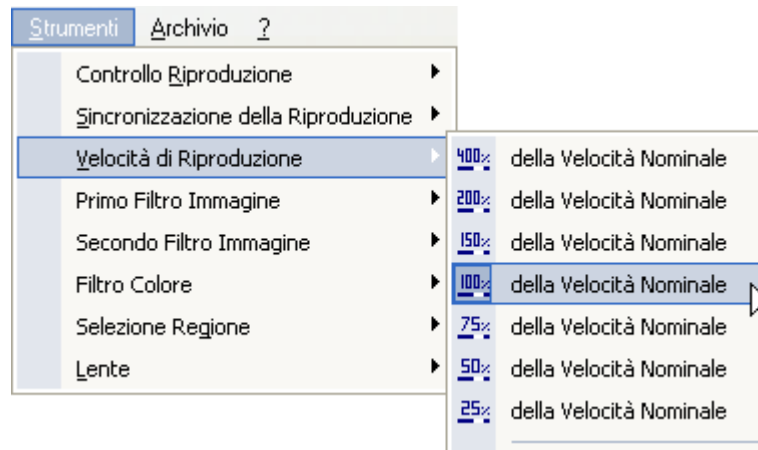 Strumenti Archivio ?
Controllo Riproduzione
Sincronizzazione della Riproduzione
Velocità di Riproduzione
Primo Filtro Immagine
Secondo Filtro Immagine
Filtro Colore
Selezione Regione
Lente
400% della Velocità Nominale
200% della Velocità Nominale
150% della Velocità Nominale
100% della Velocità Nominale
75% della Velocità Nominale
50% della Velocità Nominale
25% della Velocità Nominale